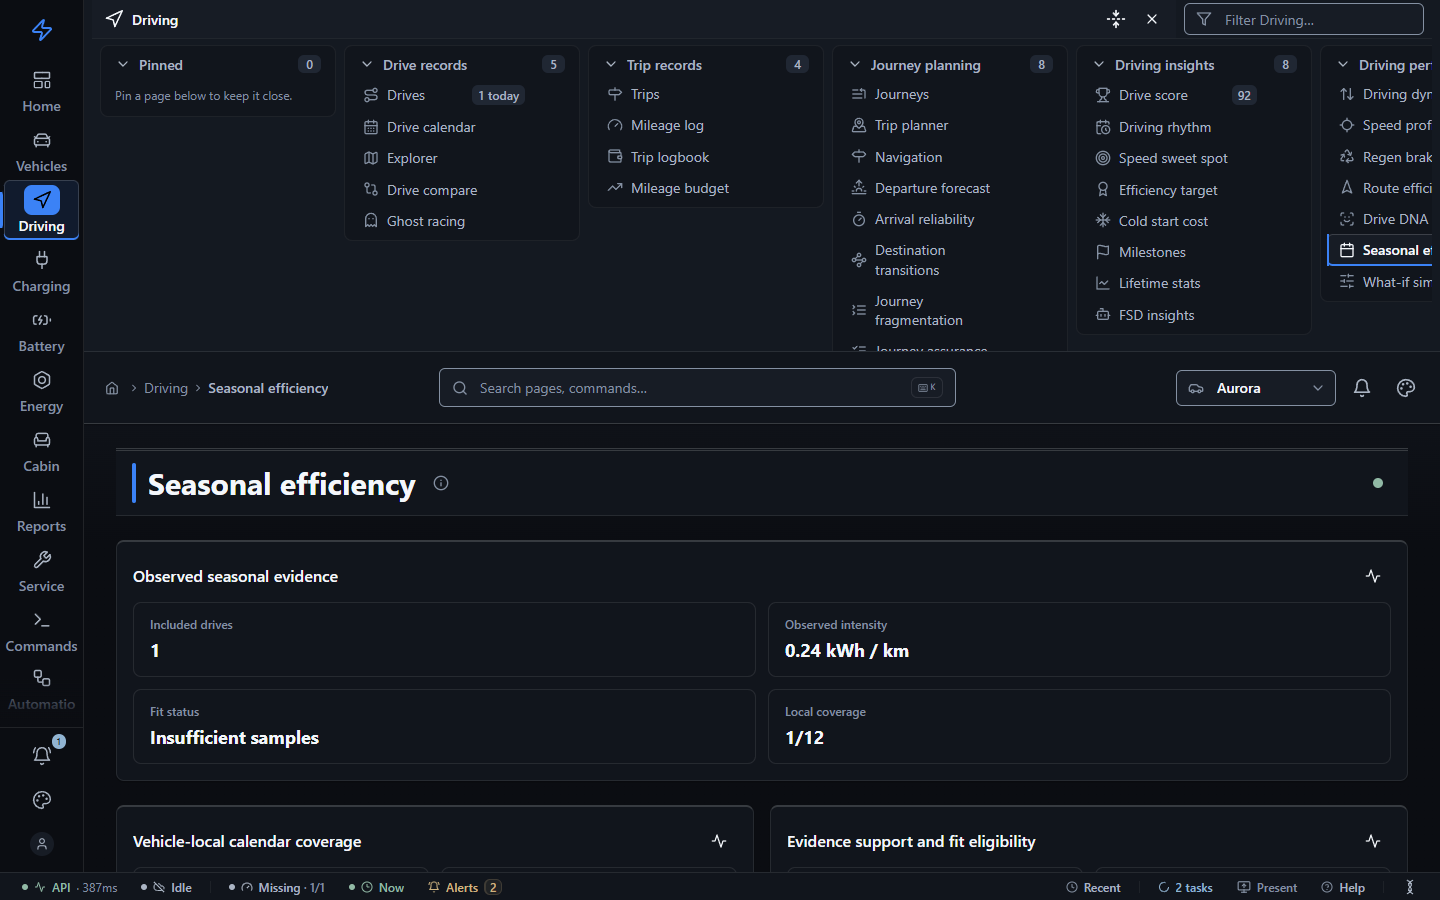 Driving
Filter Driving...
Home
Vehicles
Driving
Charging
Battery
Energy
Cabin
Reports
Service
Commands
Automatio
1
Pinned 0
Pin a page below to keep it close.
Drive records 5
Drives 1 today
Drive calendar
Explorer
Drive compare
Ghost racing
Trip records 4
Trips
Mileage log
Trip logbook
Mileage budget
Journey planning 8
Journeys
Trip planner
Navigation
Departure forecast
Arrival reliability
Destination
transitions
Journey
fragmentation
Journey assurance
Driving insights 8
Drive score 92
Driving rhythm
Speed sweet spot
Efficiency target
Cold start cost
Milestones
Lifetime stats
FSD insights
Driving per
Driving dyn
Speed prof
Regen brak
Route effici
Drive DNA
Seasonal ef
What-if sim
Driving Seasonal efficiency
Search pages, commands... K
Aurora
Seasonal efficiency
Observed seasonal evidence
Included drives
1
Observed intensity
0.24 kWh / km
Fit status
Insufficient samples
Local coverage
1/12
Vehicle-local calendar coverage
Evidence support and fit eligibility
API · 387ms
Idle
Missing · 1/1
Now
Alerts 2
Recent
2 tasks
Present
Help